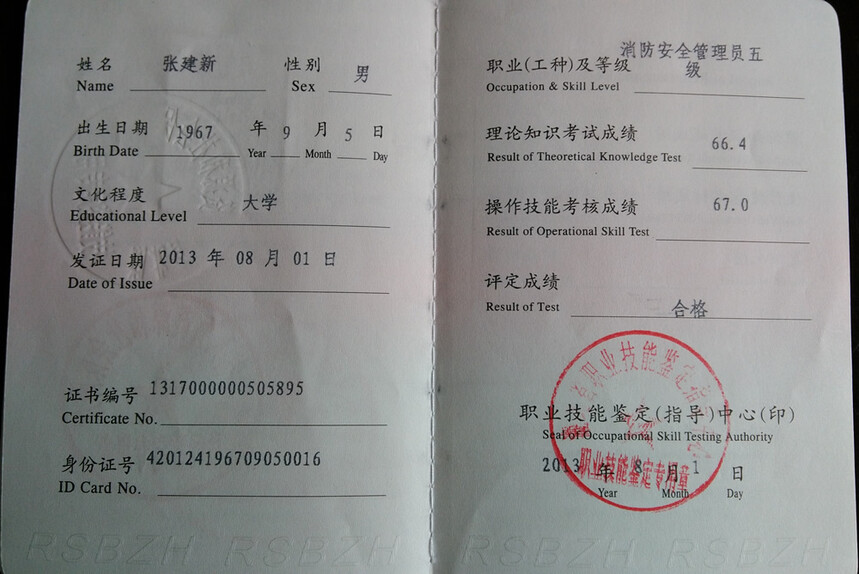 姓名 张建新 性别 男
Name Sex
出生日期 1967 年 9 月 5 日
Birth Date Year Month Day
文化程度 大学
Educational Level
发证日期 2013 年 08 月 01 日
Date of Issue
证书编号 1317000000505895
Certificate No.
身份证号 420124196709050016
ID Card No.
RSBZH RSBZH
职业(工种)及等级 消防安全管理员五
级
Occupation & Skill Level
理论知识考试成绩 66.4
Result of Theoretical Knowledge Test
操作技能考核成绩 67.0
Result of Operational Skill Test
评定成绩
Result of Test 合格
职业技能鉴定指
职业技能鉴定(指导)中心(印)
Seal of Occupational Skill Testing Authority
2013 年 8 月 1 日
职业技能鉴定专用章
Year Month Day
RSBZH RSBZH